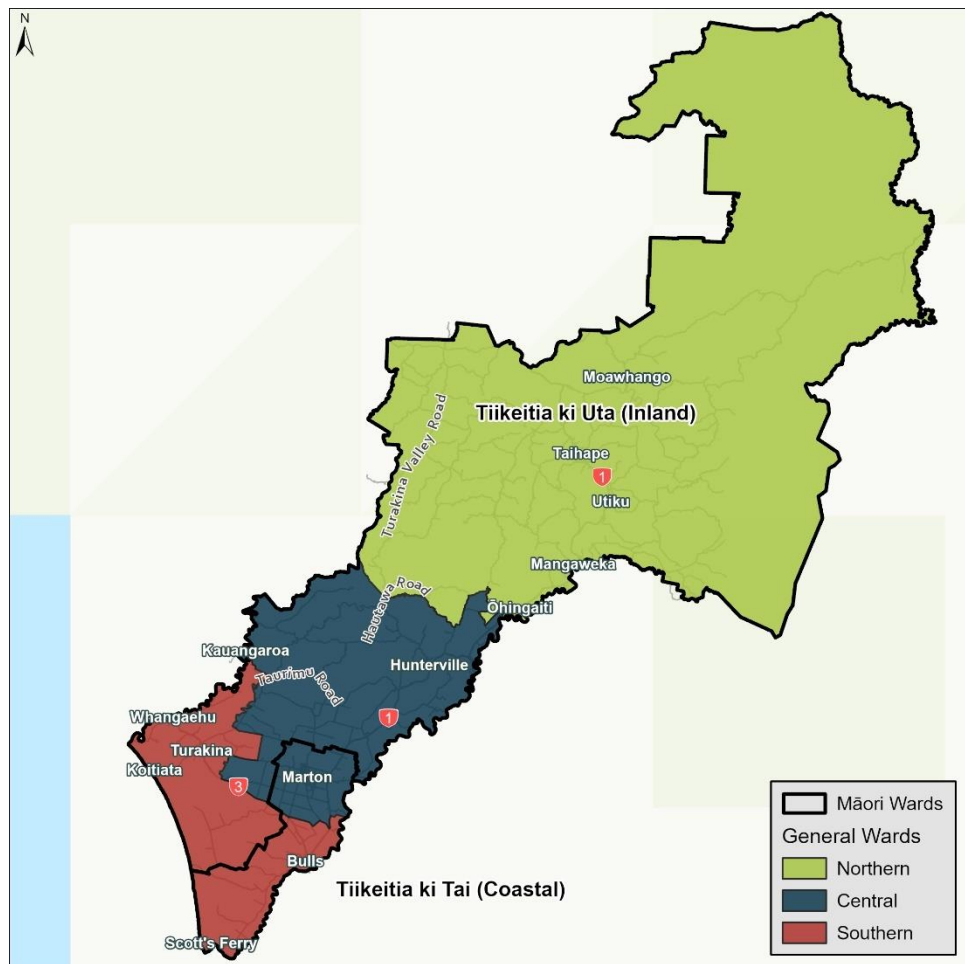 N
Moawhango
Tiikeitia ki Uta (Inland)
Turakina Valley Road
Taihape
1
Utiku
Mangaweka
Hautawa Road
Ōhingaiti
Kauangaroa
Hunterville
Taurimu Road
Whangaehu
1
Turakina
Koitiata
Marton
3
Māori Wards
General Wards
Bulls
Northern
Tiikeitia ki Tai (Coastal)
Central
Scott's Ferry
Southern